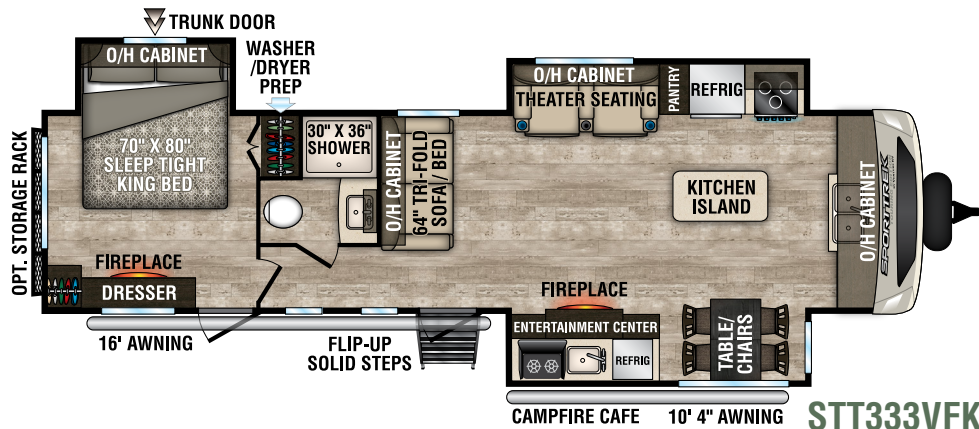 TRUNK DOOR
O/H CABINET
WASHER
/DRYER
PREP
70" X 80"
SLEEP TIGHT
KING BED
30" X 36"
SHOWER
O/H CABINET
64" TRI-FOLD
SOFA / BED
O/H CABINET
THEATER SEATING
PANTRY
REFRIG
KITCHEN
ISLAND
O/H CABINET
SPORTTREK
OPT. STORAGE RACK
FIREPLACE
DRESSER
16' AWNING
FLIP-UP
SOLID STEPS
FIREPLACE
ENTERTAINMENT CENTER
REFRIG
TABLE/
CHAIRS
CAMPFIRE CAFE
10' 4" AWNING
STT333VFK